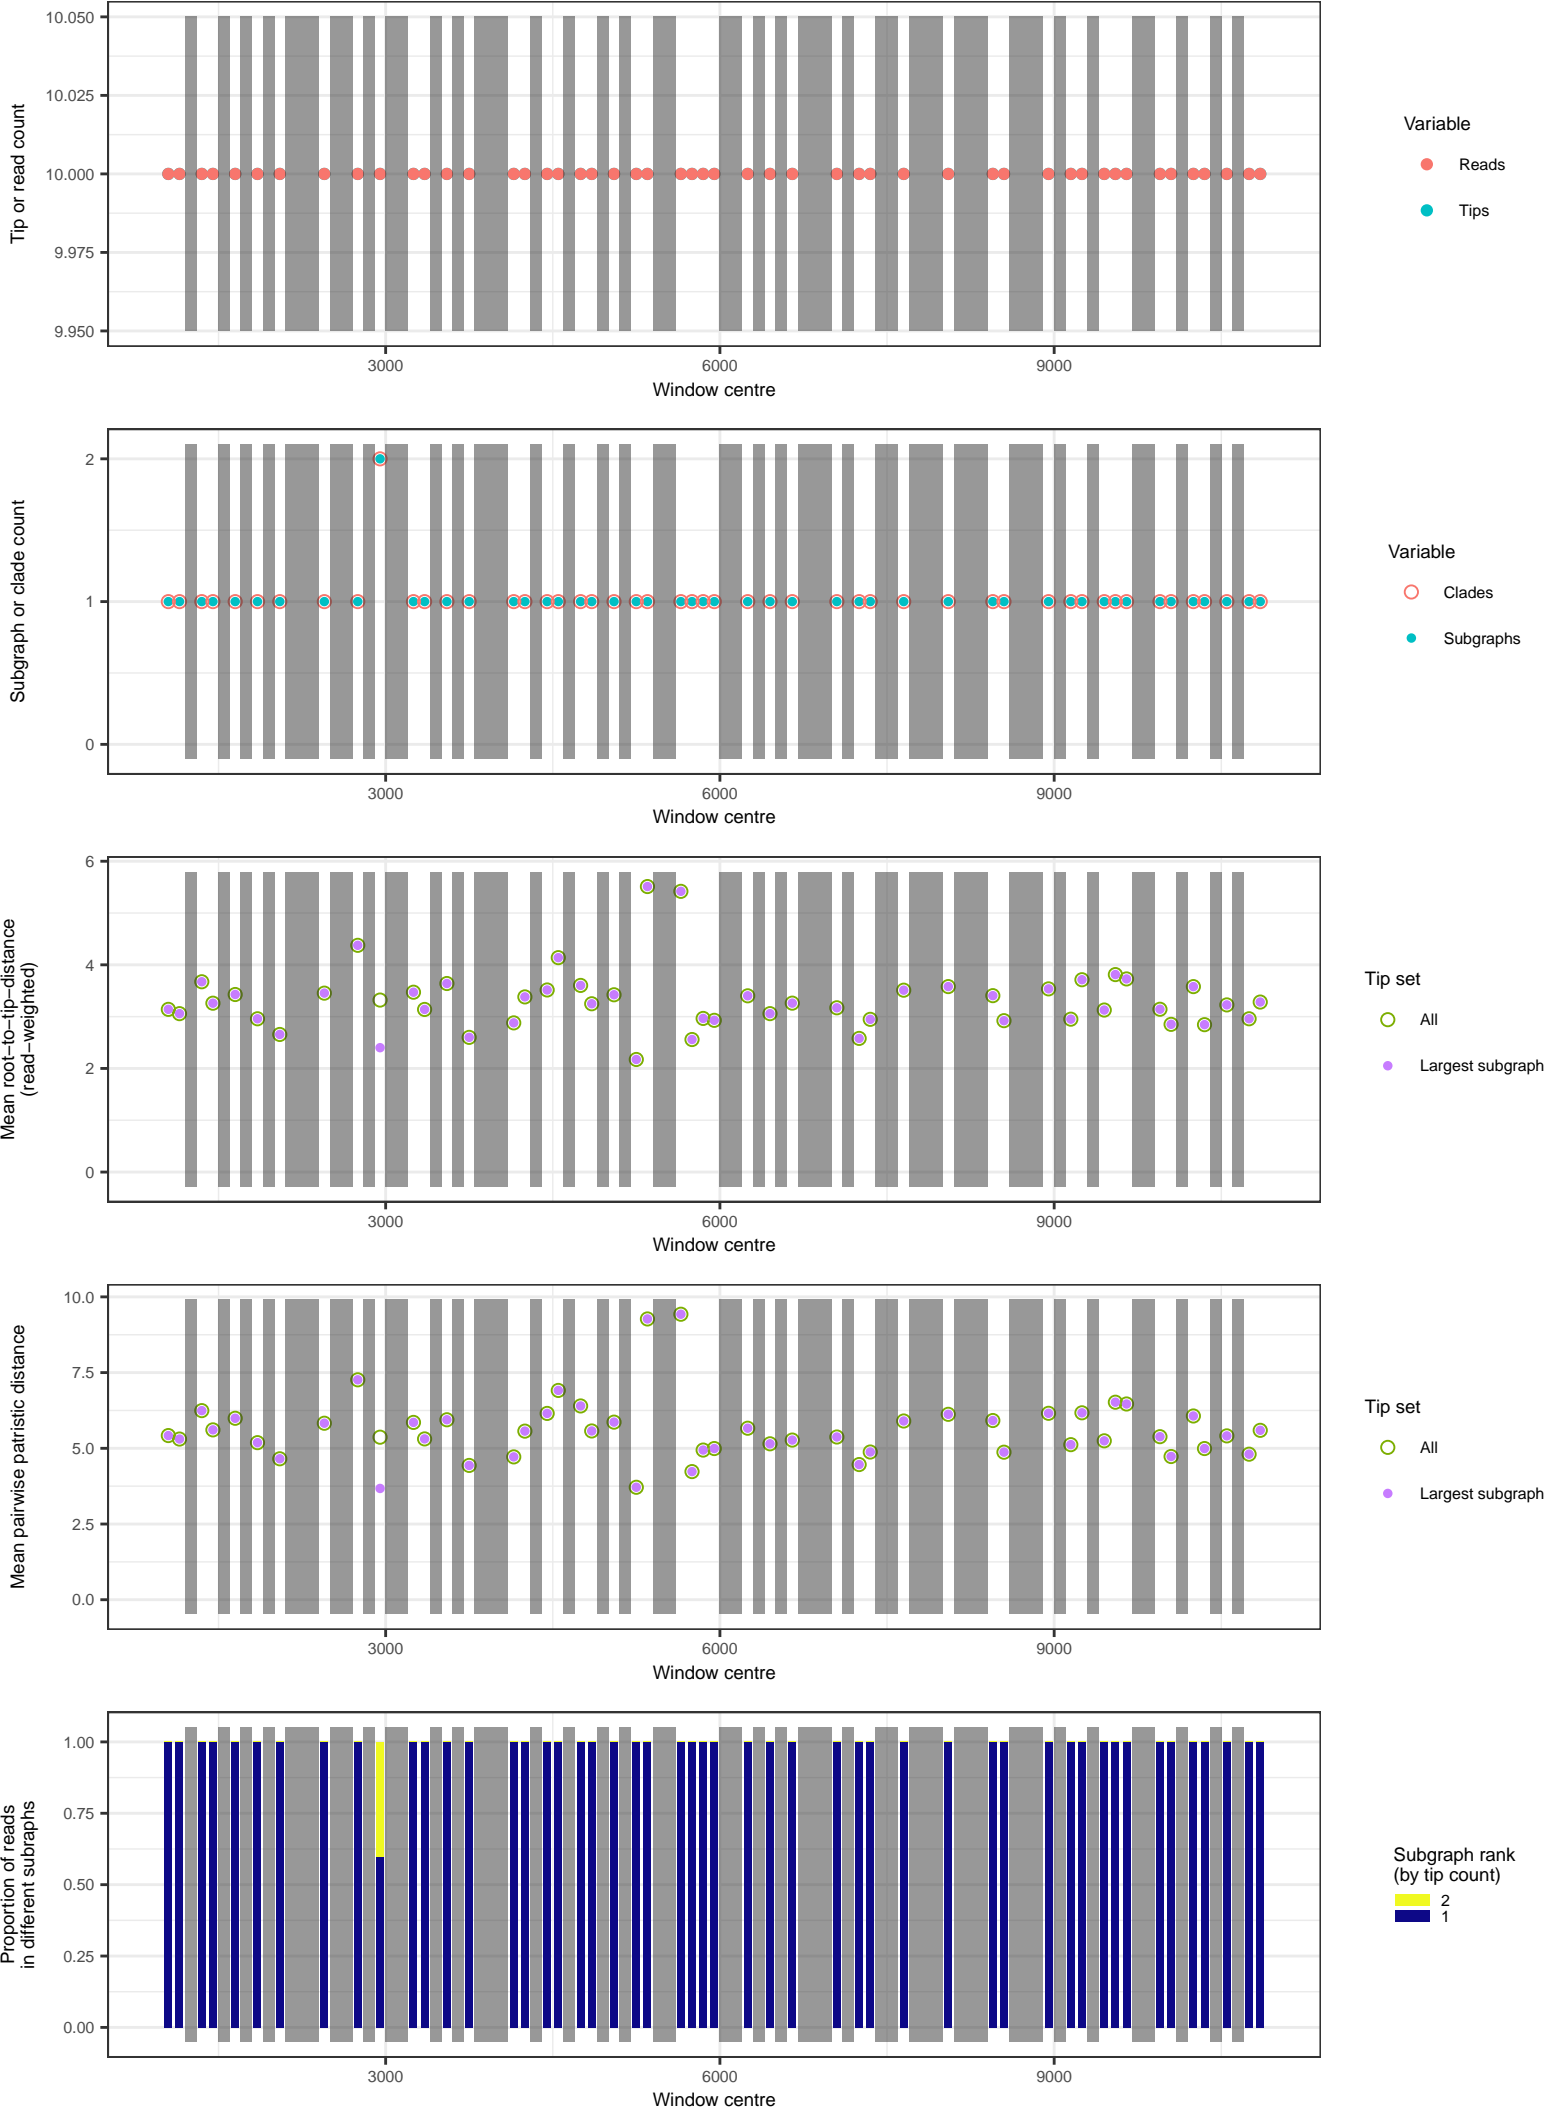 10.050
10.025
10.000
9.975
9.950
Tip or read count
3000
6000
9000
Window centre
Variable
Reads
Tips
2
1
0
Subgraph or clade count
3000
6000
9000
Window centre
Variable
Clades
Subgraphs
6
4
2
0
Mean root−to−tip−distance
(read−weighted)
3000
6000
9000
Window centre
Tip set
All
Largest subgraph
10.0
7.5
5.0
2.5
0.0
Mean pairwise patristic distance
3000
6000
9000
Window centre
Tip set
All
Largest subgraph
1.00
0.75
0.50
0.25
0.00
Proportion of reads
in different subraphs
3000
6000
9000
Window centre
Subgraph rank
(by tip count)
2
1